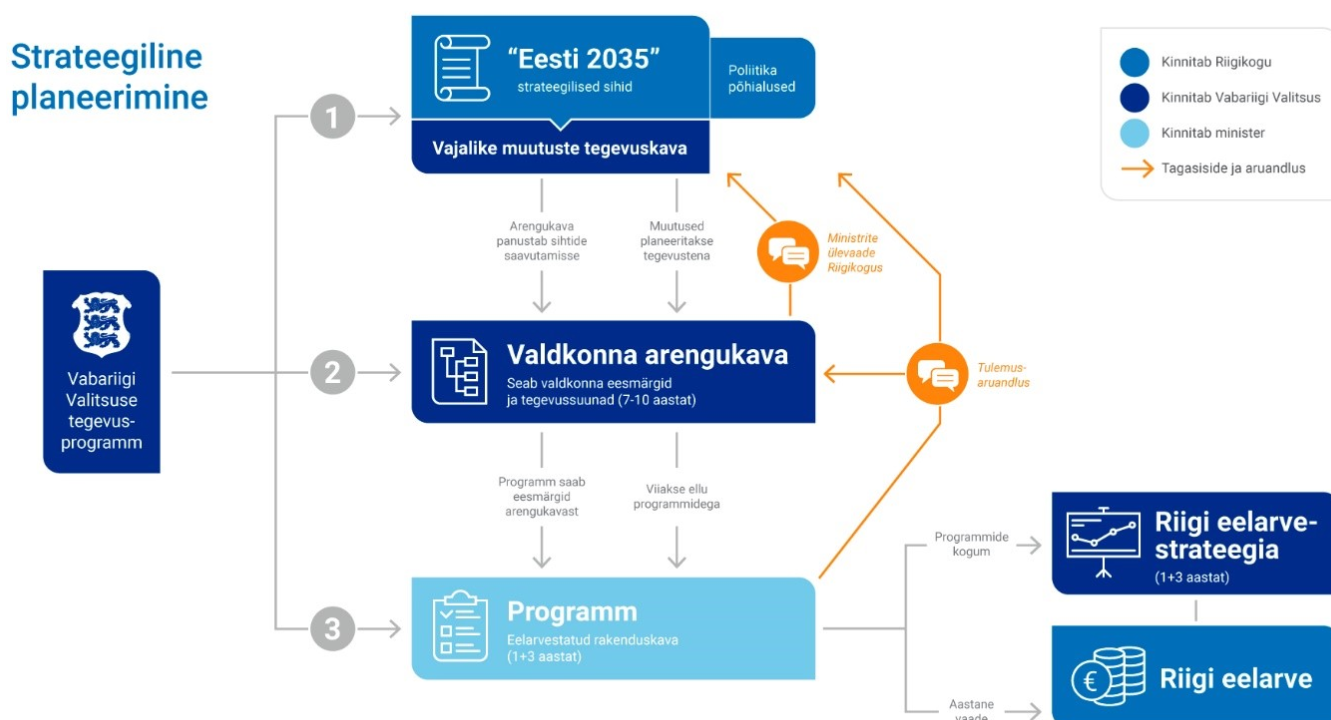 Strateegiline
planeerimine
1
“Eesti 2035”
strateegilised sihid
Poliitika
põhialused
Vajalike muutuste tegevuskava
Kinnitab Riigikogu
Kinnitab Vabariigi Valitsus
Kinnitab minister
Tagasiside ja aruandlus
Arengukava
panustab sihtide
saavutamisse
Muutused
planeeritakse
tegevustena
Ministrite
ülevaade
Riigikogus
Vabariigi
Valitsuse
tegevus-
programm
2
Valdkonna arengukava
Seab valdkonna eesmärgid
ja tegevussuunad (7-10 aastat)
Tulemus-
aruandlus
Programm saab
eesmärgid
arengukavast
Viiakse ellu
programmidega
3
Programm
Eelarvestatud rakenduskava
(1+3 aastat)
Programmide
kogum
Riigi eelarve-
strateegia
(1+3 aastat)
Aastane
vaade
€
Riigi eelarve